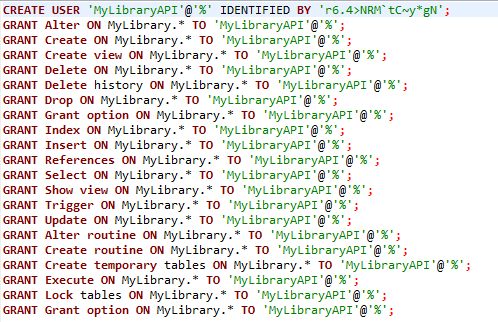 CREATE USER 'MyLibraryAPI'@'%' IDENTIFIED BY 'r6.4>NRM`tC~y*gN';
GRANT Alter ON MyLibrary.* TO 'MyLibraryAPI'@'%';
GRANT Create ON MyLibrary.* TO 'MyLibraryAPI'@'%';
GRANT Create view ON MyLibrary.* TO 'MyLibraryAPI'@'%';
GRANT Delete ON MyLibrary.* TO 'MyLibraryAPI'@'%';
GRANT Delete history ON MyLibrary.* TO 'MyLibraryAPI'@'%';
GRANT Drop ON MyLibrary.* TO 'MyLibraryAPI'@'%';
GRANT Grant option ON MyLibrary.* TO 'MyLibraryAPI'@'%';
GRANT Index ON MyLibrary.* TO 'MyLibraryAPI'@'%';
GRANT Insert ON MyLibrary.* TO 'MyLibraryAPI'@'%';
GRANT References ON MyLibrary.* TO 'MyLibraryAPI'@'%';
GRANT Select ON MyLibrary.* TO 'MyLibraryAPI'@'%';
GRANT Show view ON MyLibrary.* TO 'MyLibraryAPI'@'%';
GRANT Trigger ON MyLibrary.* TO 'MyLibraryAPI'@'%';
GRANT Update ON MyLibrary.* TO 'MyLibraryAPI'@'%';
GRANT Alter routine ON MyLibrary.* TO 'MyLibraryAPI'@'%';
GRANT Create routine ON MyLibrary.* TO 'MyLibraryAPI'@'%';
GRANT Create temporary tables ON MyLibrary.* TO 'MyLibraryAPI'@'%';
GRANT Execute ON MyLibrary.* TO 'MyLibraryAPI'@'%';
GRANT Lock tables ON MyLibrary.* TO 'MyLibraryAPI'@'%';
GRANT Grant option ON MyLibrary.* TO 'MyLibraryAPI'@'%';